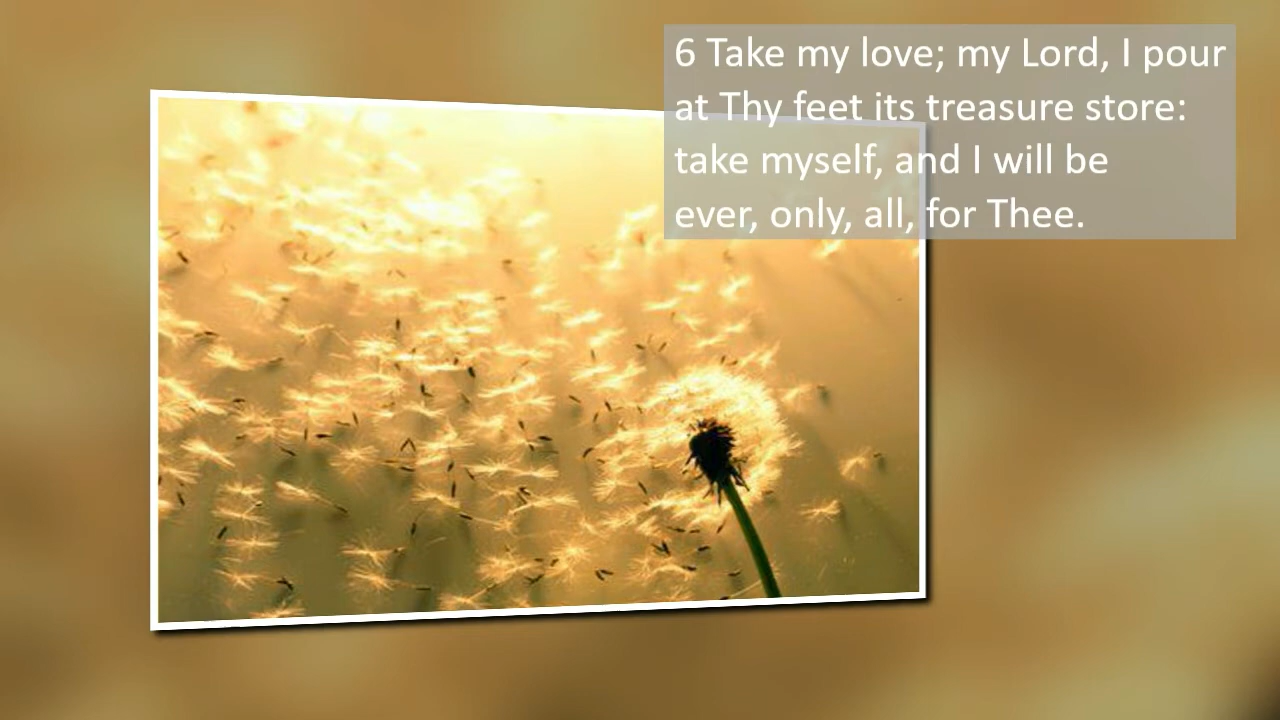 6 Take my love; my Lord, I pour
at Thy feet its treasure store:
take myself, and I will be
ever, only, all, for Thee.